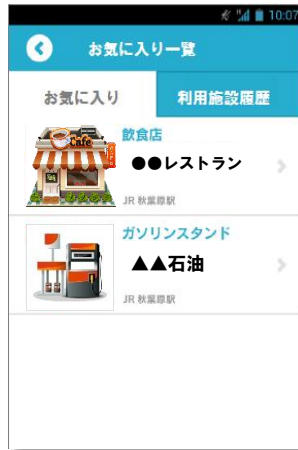 10:07
お気に入り一覧
お気に入り
利用施設履歴
Cafe
飲食店
●●レストラン
JR 秋葉原駅
ガソリンスタンド
▲▲石油
JR 秋葉原駅